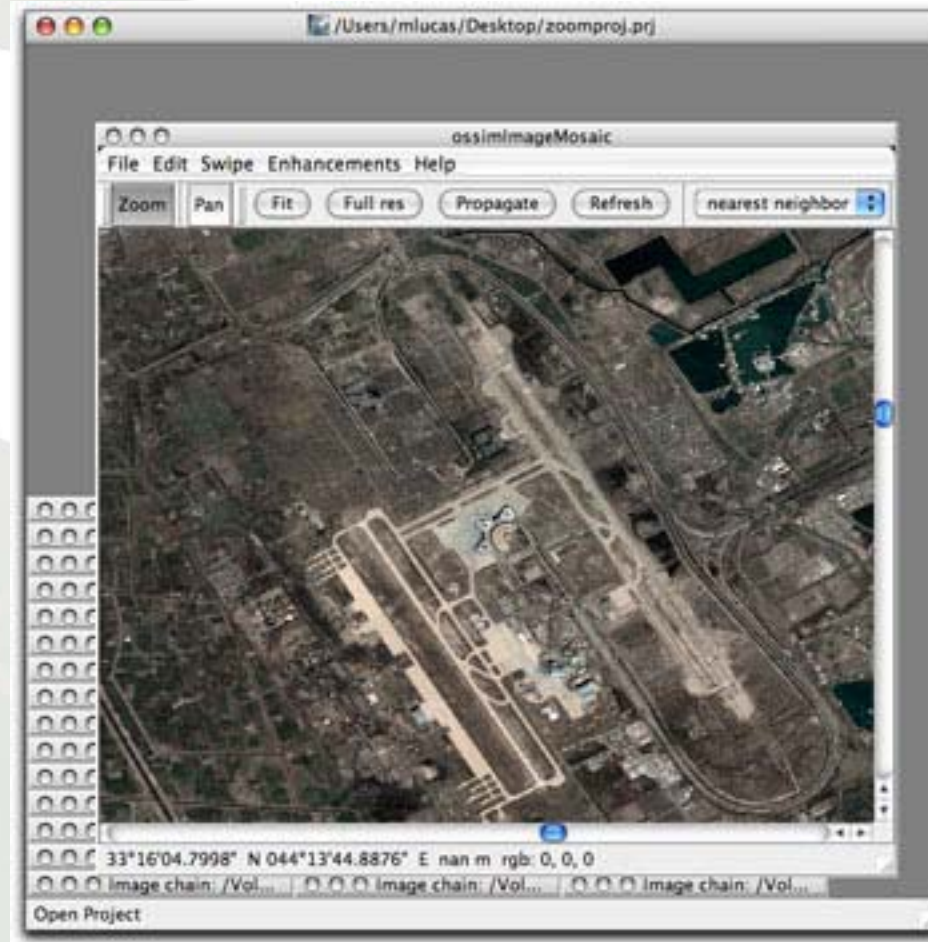 /Users/mlucas/Desktop/zoomproj.prj
ossimImageMosaic
File Edit Swipe Enhancements Help
Zoom Pan Fit Full res Propagate Refresh nearest neighbor
33°16'04.7998" N 044°13'44.8876" E nan m rgb: 0, 0, 0
Image chain: /Vol... Image chain: /Vol... Image chain: /Vol...
Open Project